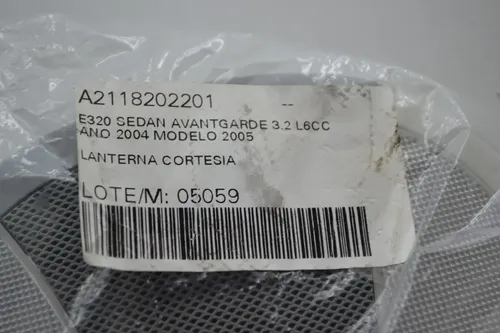 A2118202201 --
E320 SEDAN AVANTGARDE 3.2 L6CC
ANO 2004 MODELO 2005
LANTERNA CORTESIA
LOTE/M: 05059